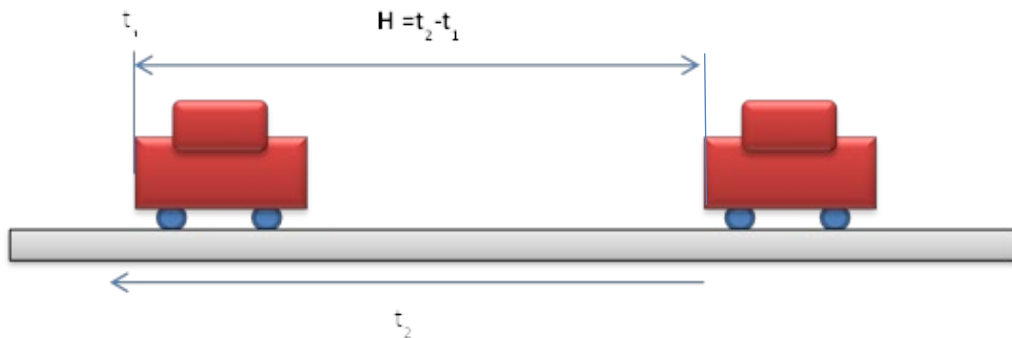 t₁
H =t₂-t₁
t₂